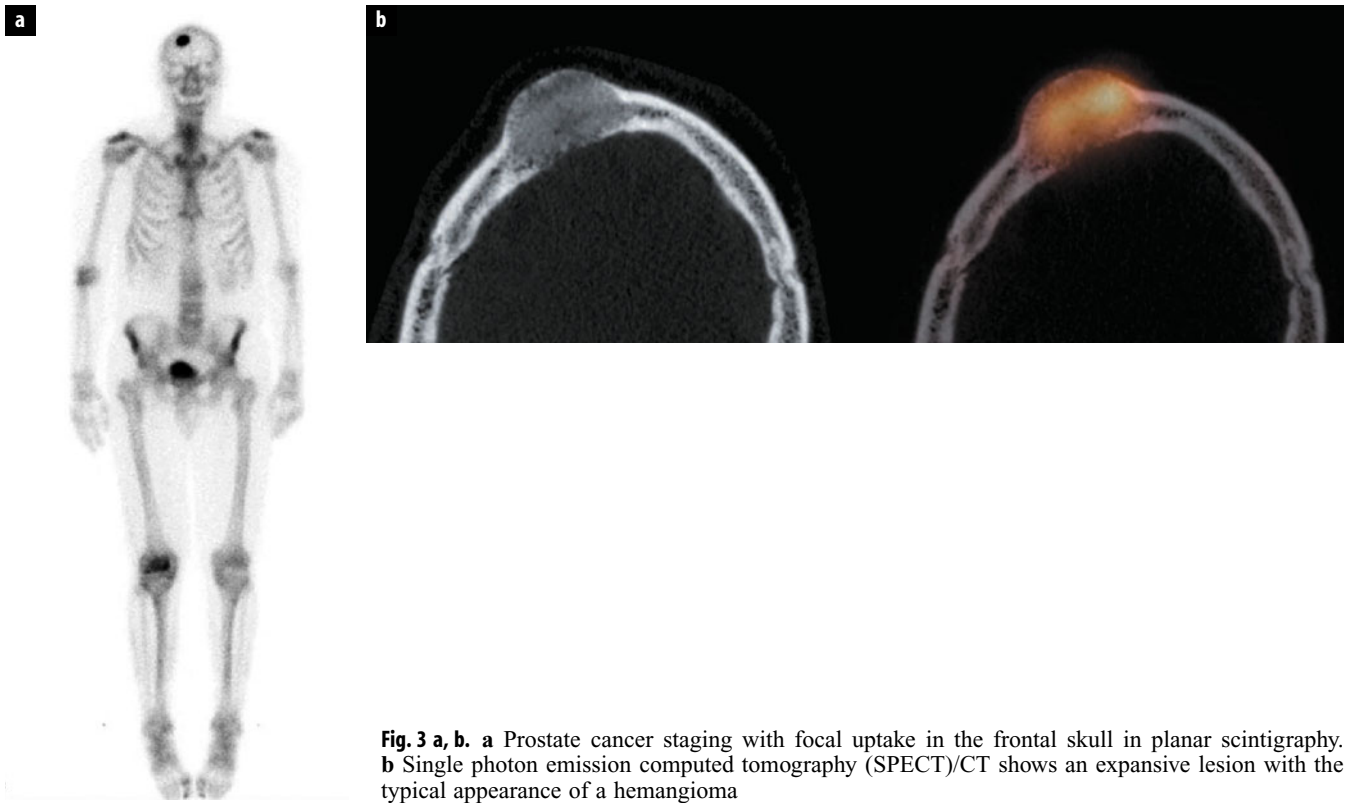 a
b
Fig. 3 a, b. a Prostate cancer staging with focal uptake in the frontal skull in planar scintigraphy.
b Single photon emission computed tomography (SPECT)/CT shows an expansive lesion with the
typical appearance of a hemangioma